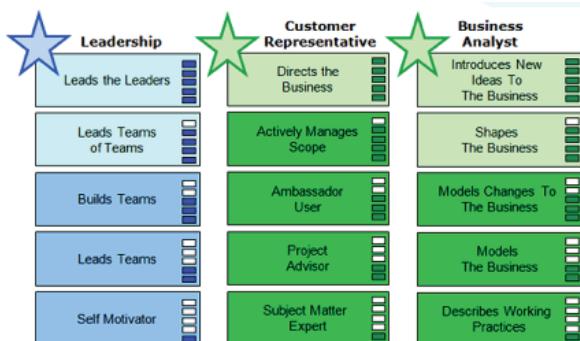 Leadership
Leads the Leaders
Leads Teams
of Teams
Builds Teams
Leads Teams
Self Motivator
Customer
Representative
Directs the
Business
Actively Manages
Scope
Ambassador
User
Project
Advisor
Subject Matter
Expert
Business
Analyst
Introduces New
Ideas To
The Business
Shapes
The Business
Models Changes To
The Business
Models
The Business
Describes Working
Practices